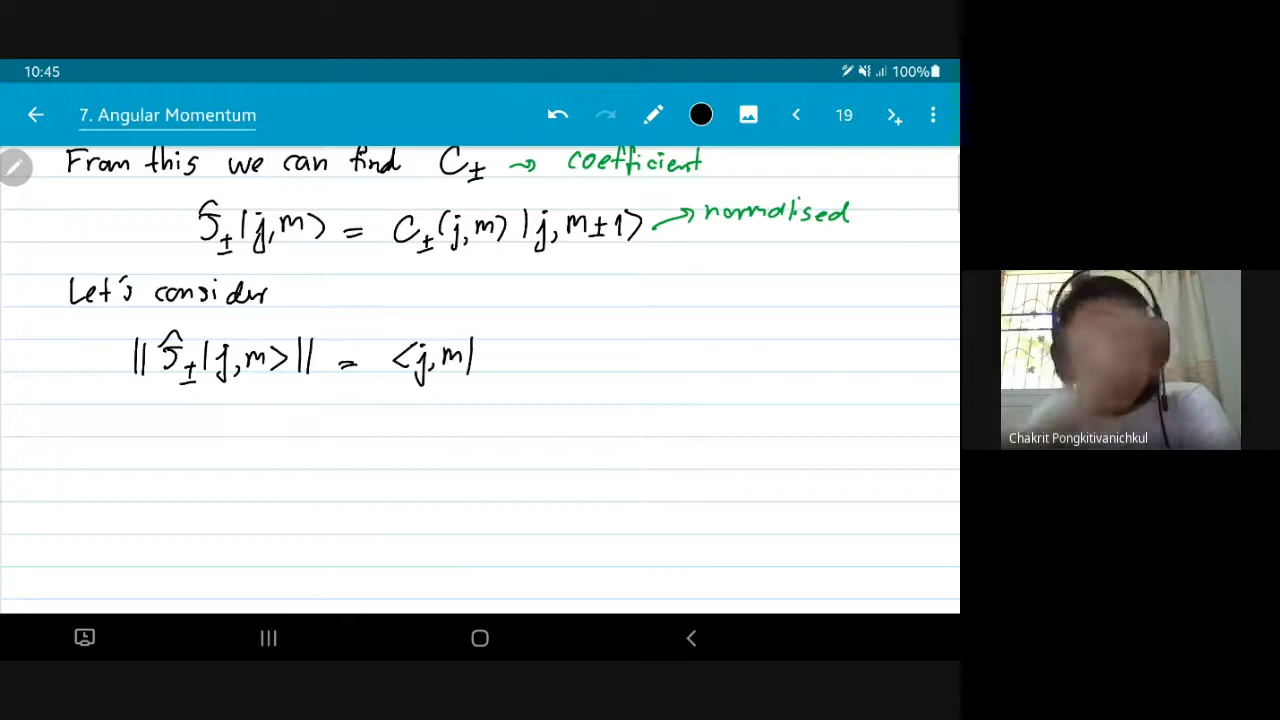 10:45 100%
7. Angular Momentum 19
From this we can find C± → coefficient
Ĵ±|j,m⟩ = C±(j,m) |j, m±1⟩ → normalised
Let's consider
|| Ĵ±|j,m> || = <j,m|
Chakrit Pongkitivanichkul